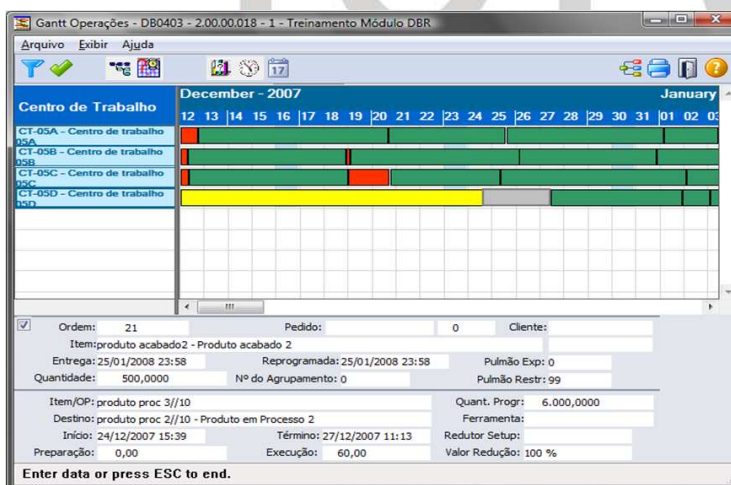 Gantt Operações - DB0403 - 2.00.00.018 - 1 - Treinamento Módulo DBR
Arquivo Exibir Ajuda
17
Centro de Trabalho
December - 2007 January
12 13 14 15 16 17 18 19 20 21 22 23 24 25 26 27 28 29 30 31 01 02 03
CT-05A - Centro de trabalho
05A
CT-05B - Centro de trabalho
05B
CT-05C - Centro de trabalho
05C
CT-05D - Centro de trabalho
05D
Ordem: 21 Pedido: 0 Cliente:
Item: produto acabado2 - Produto acabado 2
Entrega: 25/01/2008 23:58 Reprogramada: 25/01/2008 23:58 Pulmão Exp: 0
Quantidade: 500,0000 Nº do Agrupamento: 0 Pulmão Restr: 99
Item/OP: produto proc 3//10 Quant. Progr: 6.000,0000
Destino: produto proc 2//10 - Produto em Processo 2 Ferramenta:
Início: 24/12/2007 15:39 Término: 27/12/2007 11:13 Redutor Setup:
Preparação: 0,00 Execução: 60,00 Valor Redução: 100 %
Enter data or press ESC to end.